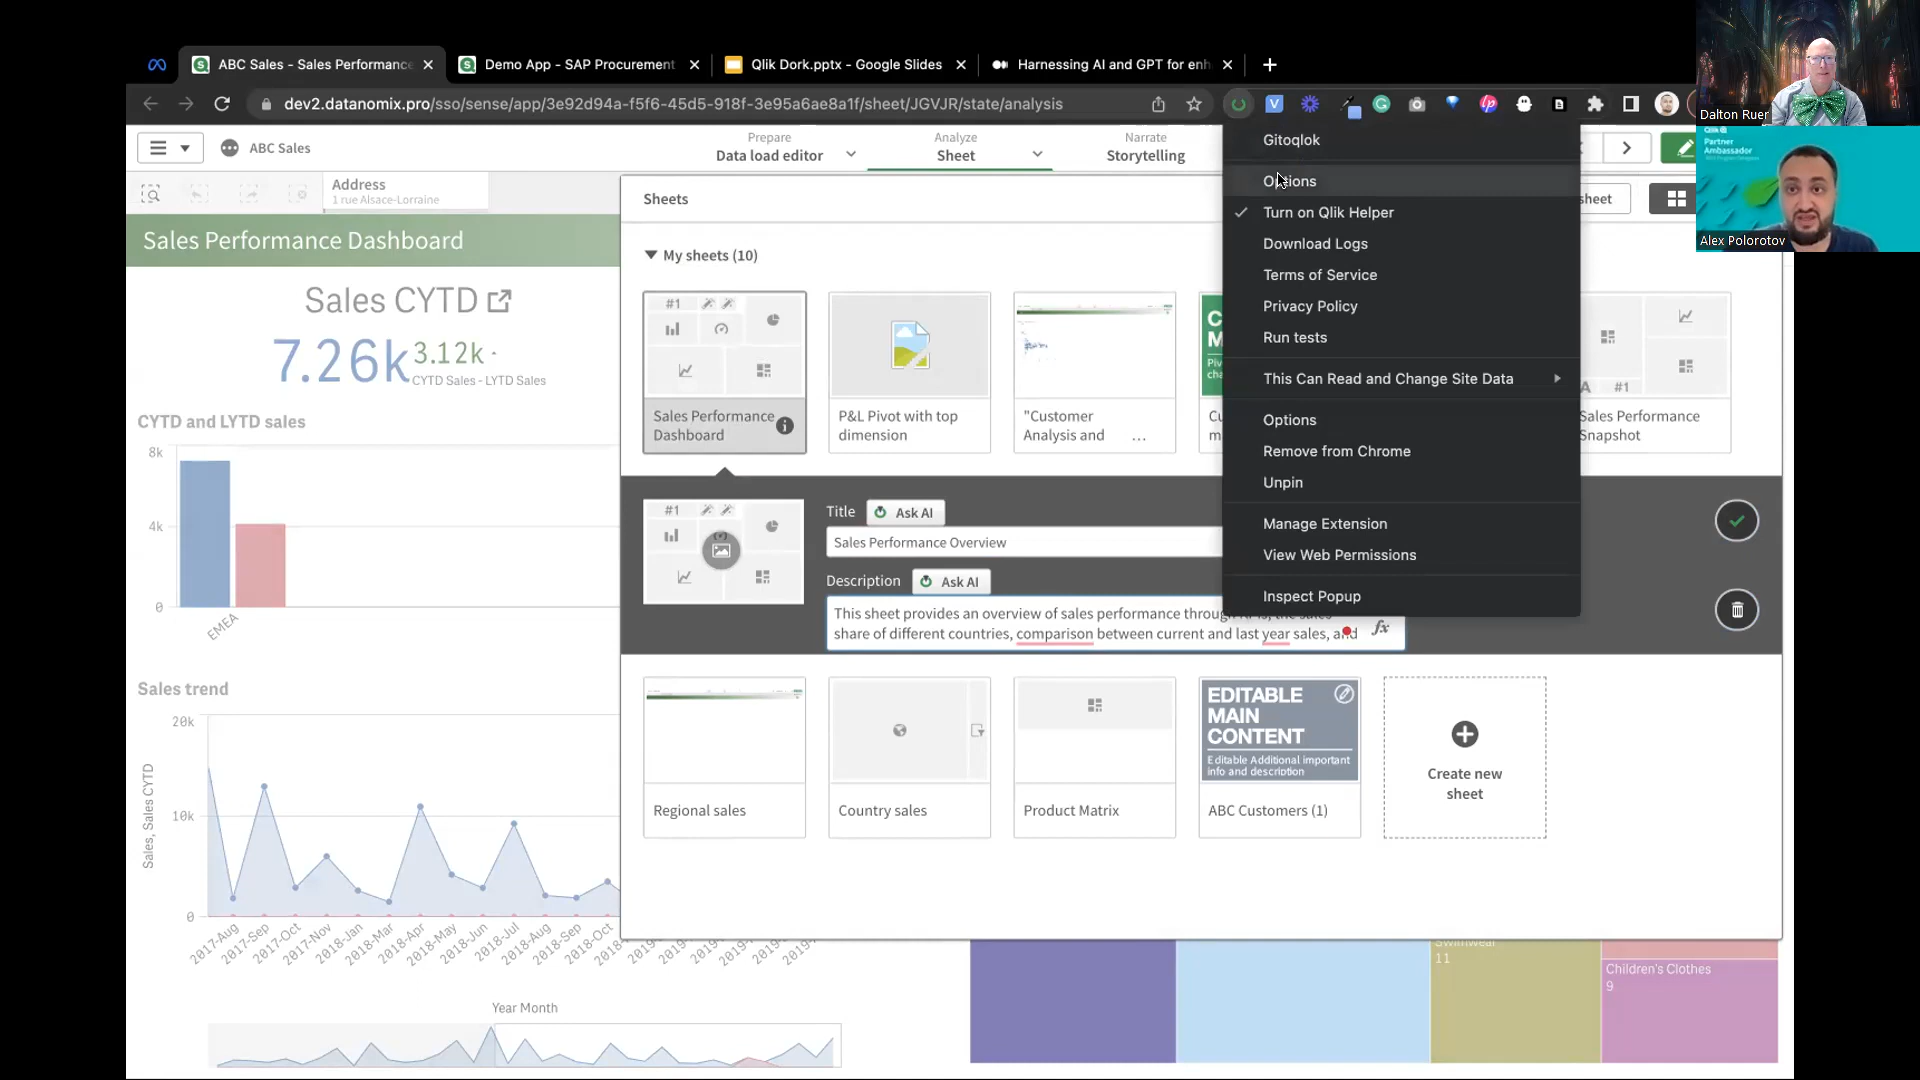 ABC Sales - Sales Performance
Demo App - SAP Procurement
Qlik Dork.pptx - Google Slides
Harnessing AI and GPT for enh
dev2.datanomix.pro/sso/sense/app/3e92d94a-f5f6-45d5-918f-3e95a6ae8a1f/sheet/JGVJR/state/analysis
Dalton Ruer
Qlik
Partner
Ambassador
Alex Polorotov
ABC Sales
Prepare
Data load editor
Analyze
Sheet
Narrate
Storytelling
Address
1 rue Alsace-Lorraine
sheet
Sales Performance Dashboard
Sales CYTD
7.26k
3.12k
CYTD Sales - LYTD Sales
CYTD and LYTD sales
8k
4k
0
EMEA
Sales trend
Sales, Sales CYTD
20k
10k
0
2017-Aug
2017-Sep
2017-Oct
2017-Nov
2018-Jan
2018-Mar
2018-Apr
2018-May
2018-Jun
2018-Jul
2018-Aug
2018-Sep
2018-Oct
Year Month
Sheets
My sheets (10)
#1
Sales Performance
Dashboard
P&L Pivot with top
dimension
"Customer
Analysis and ...
Sales Performance
Snapshot
A #1
#1
Title
Ask AI
Sales Performance Overview
Description
Ask AI
This sheet provides an overview of sales performance through
share of different countries, comparison between current and last year sales, and
fx
Regional sales
Country sales
Product Matrix
EDITABLE
MAIN
CONTENT
Editable Additional important
info and description
ABC Customers (1)
Create new
sheet
Gitoqlok
Options
Turn on Qlik Helper
Download Logs
Terms of Service
Privacy Policy
Run tests
This Can Read and Change Site Data
Options
Remove from Chrome
Unpin
Manage Extension
View Web Permissions
Inspect Popup
Swimwear
11
Children's Clothes
9